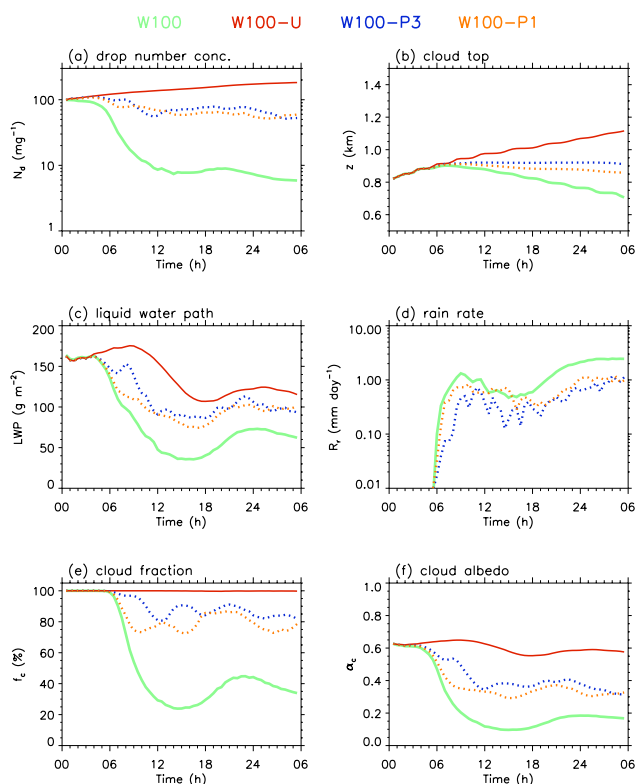 W100 W100-U W100-P3 W100-P1
(a) drop number conc.
N_d (mg⁻¹)
100
10
1
00 06 12 18 24 06
Time (h)
(b) cloud top
z (km)
1.4
1.2
1.0
0.8
0.6
00 06 12 18 24 06
Time (h)
(c) liquid water path
LWP (g m⁻²)
200
150
100
50
0
00 06 12 18 24 06
Time (h)
(d) rain rate
R_r (mm day⁻¹)
10.00
1.00
0.10
0.01
00 06 12 18 24 06
Time (h)
(e) cloud fraction
f_c (%)
100
80
60
40
20
0
00 06 12 18 24 06
Time (h)
(f) cloud albedo
α_c
1.0
0.8
0.6
0.4
0.2
0.0
00 06 12 18 24 06
Time (h)